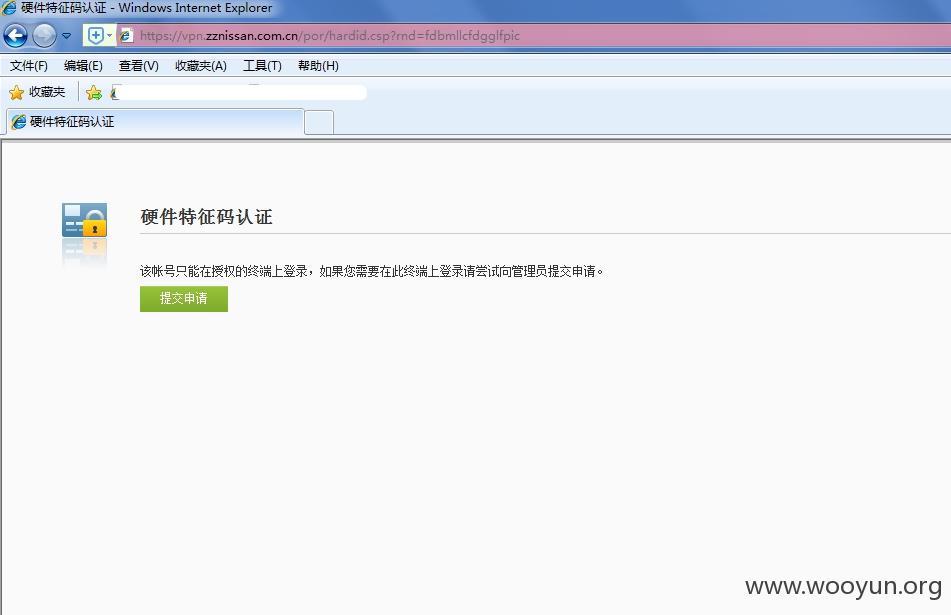 硬件特征码认证 - Windows Internet Explorer
https://vpn.zznissan.com.cn/por/hardid.csp?rnd=fdbmllcfdgglfpic
文件(F) 编辑(E) 查看(V) 收藏夹(A) 工具(T) 帮助(H)
收藏夹
硬件特征码认证
硬件特征码认证
该帐号只能在授权的终端上登录，如果您需要在此终端上登录请尝试向管理员提交申请。
提交申请
www.wooyun.org